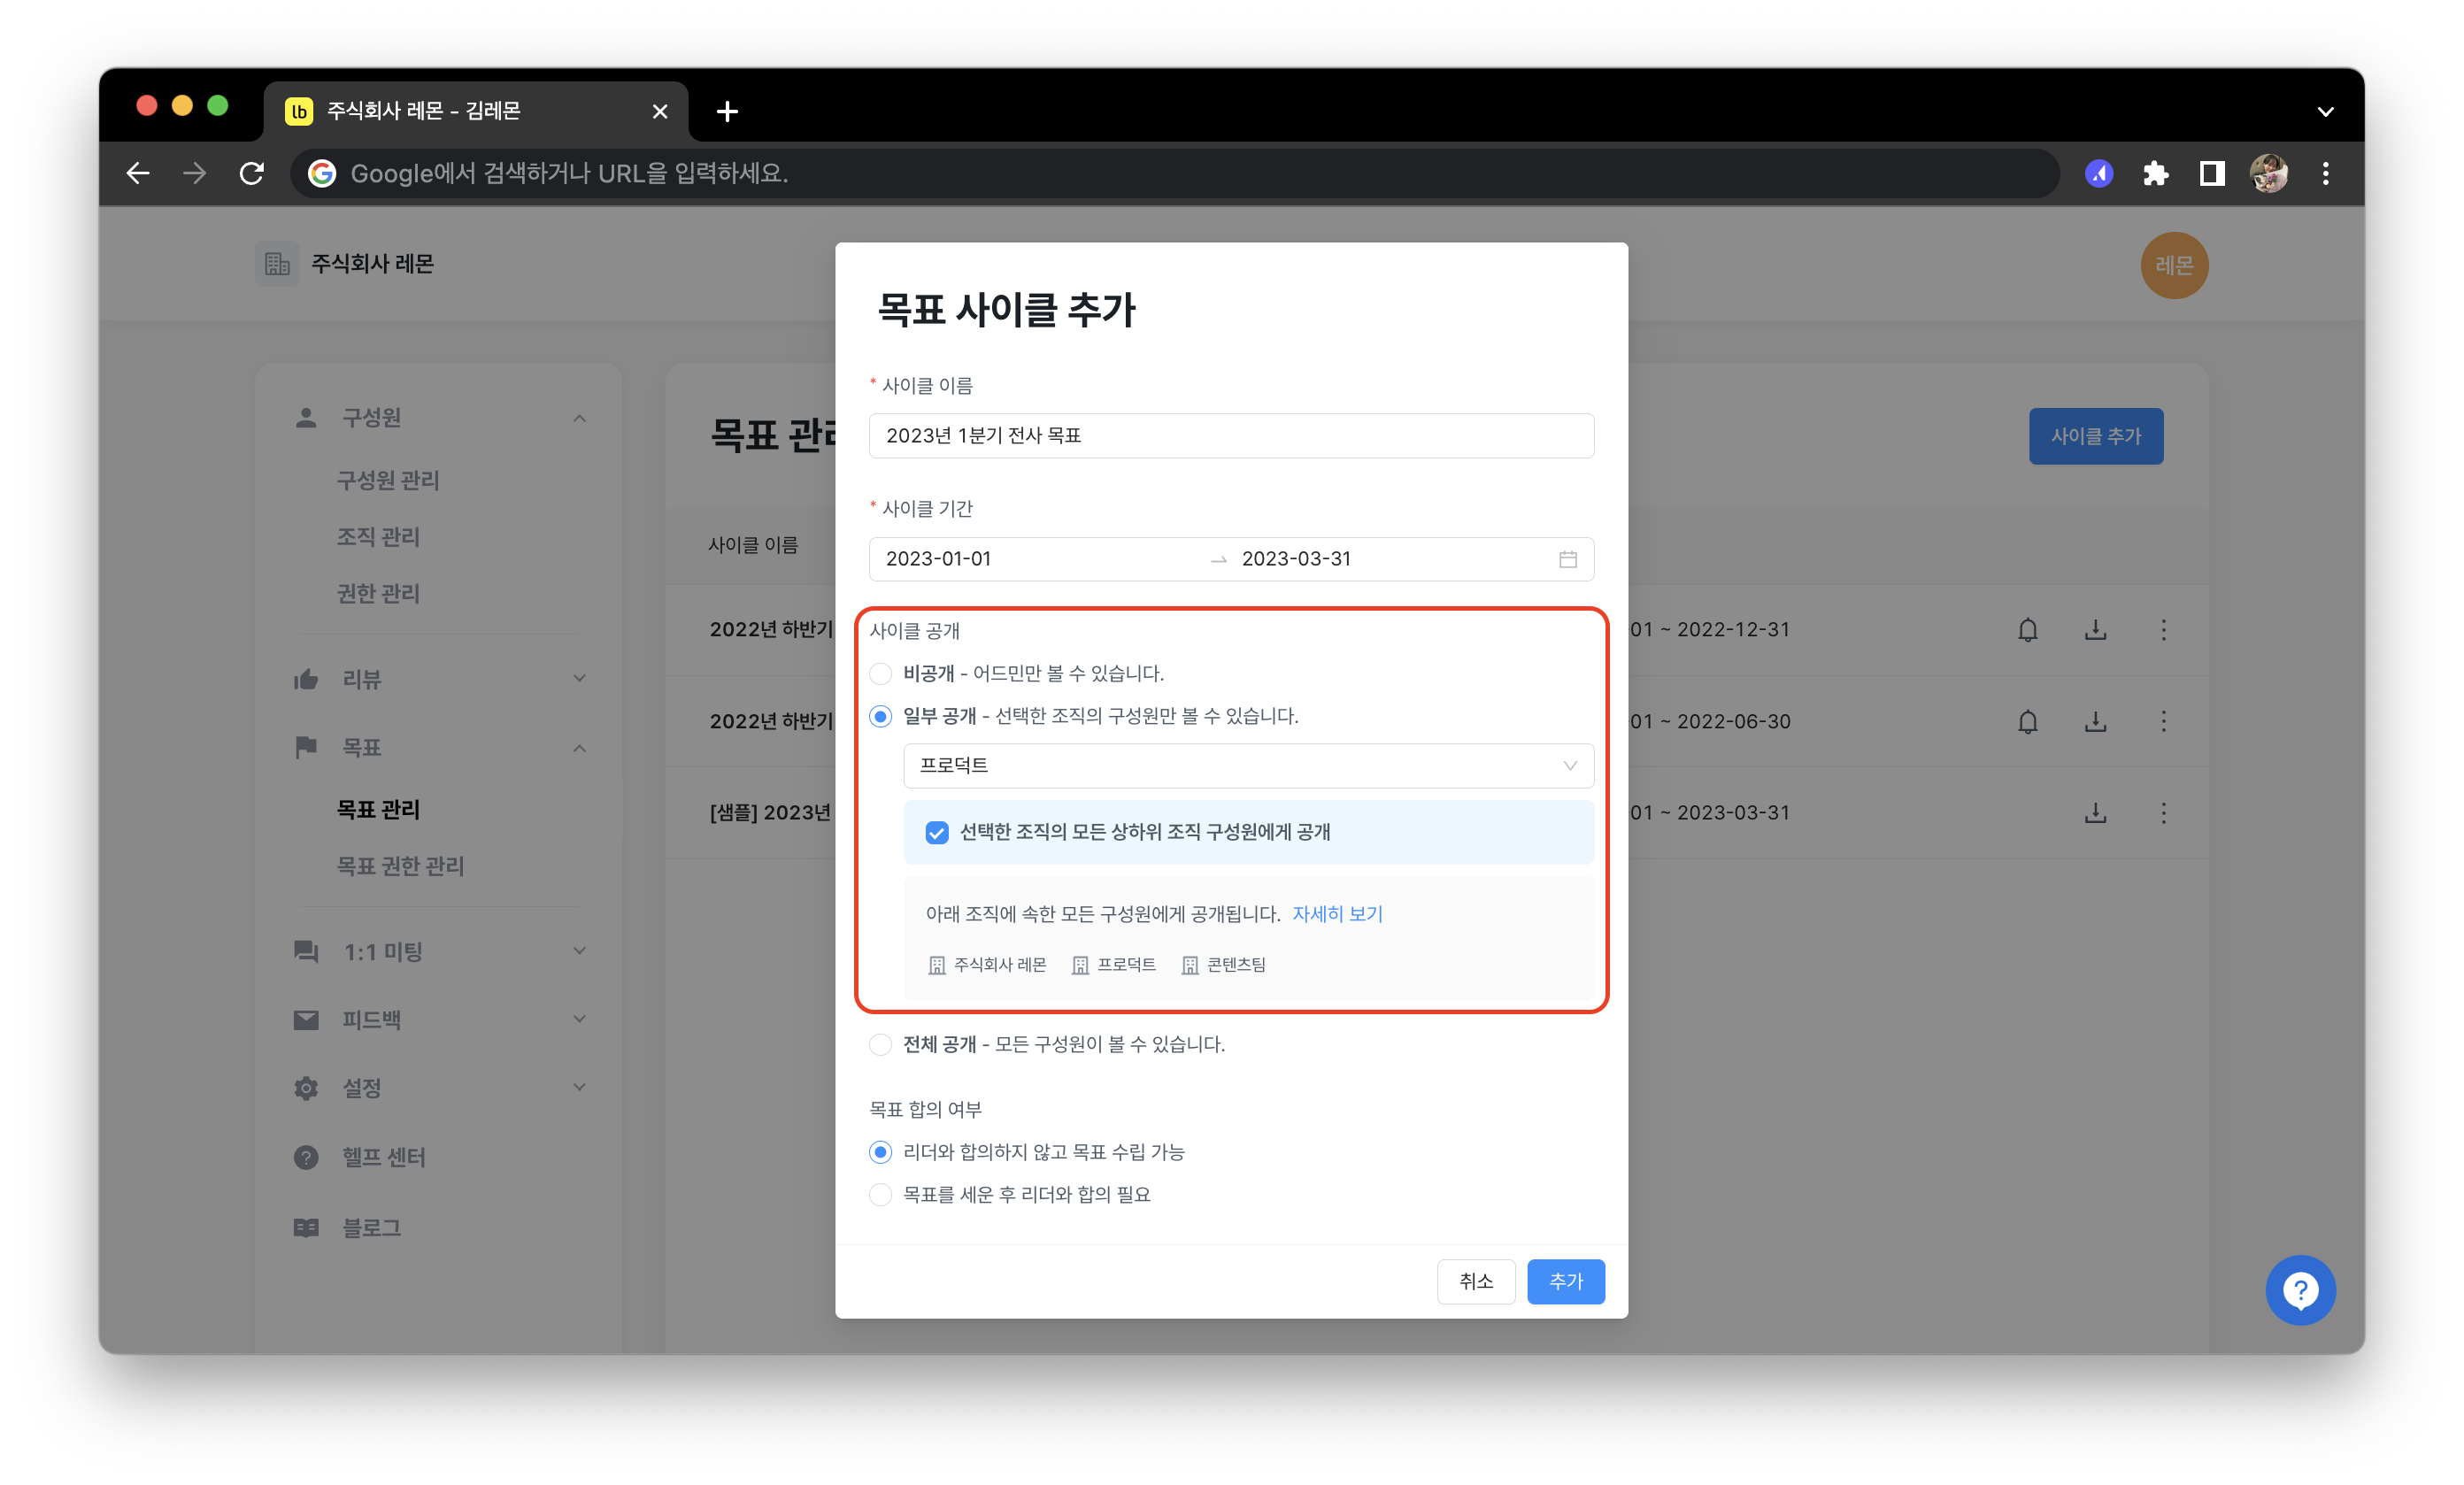 lb 주식회사 레몬 - 김레몬
Google에서 검색하거나 URL을 입력하세요.
주식회사 레몬
레몬
구성원
구성원 관리
조직 관리
권한 관리
리뷰
목표
목표 관리
목표 권한 관리
1:1 미팅
피드백
설정
헬프 센터
블로그
목표 관리
사이클 추가
사이클 이름
2022년 하반기
01 ~ 2022-12-31
2022년 하반기
01 ~ 2022-06-30
[샘플] 2023년
01 ~ 2023-03-31
목표 사이클 추가
* 사이클 이름
2023년 1분기 전사 목표
* 사이클 기간
2023-01-01 → 2023-03-31
사이클 공개
비공개 - 어드민만 볼 수 있습니다.
일부 공개 - 선택한 조직의 구성원만 볼 수 있습니다.
프로덕트
선택한 조직의 모든 상하위 조직 구성원에게 공개
아래 조직에 속한 모든 구성원에게 공개됩니다. 자세히 보기
주식회사 레몬 프로덕트 콘텐츠팀
전체 공개 - 모든 구성원이 볼 수 있습니다.
목표 합의 여부
리더와 합의하지 않고 목표 수립 가능
목표를 세운 후 리더와 합의 필요
취소 추가